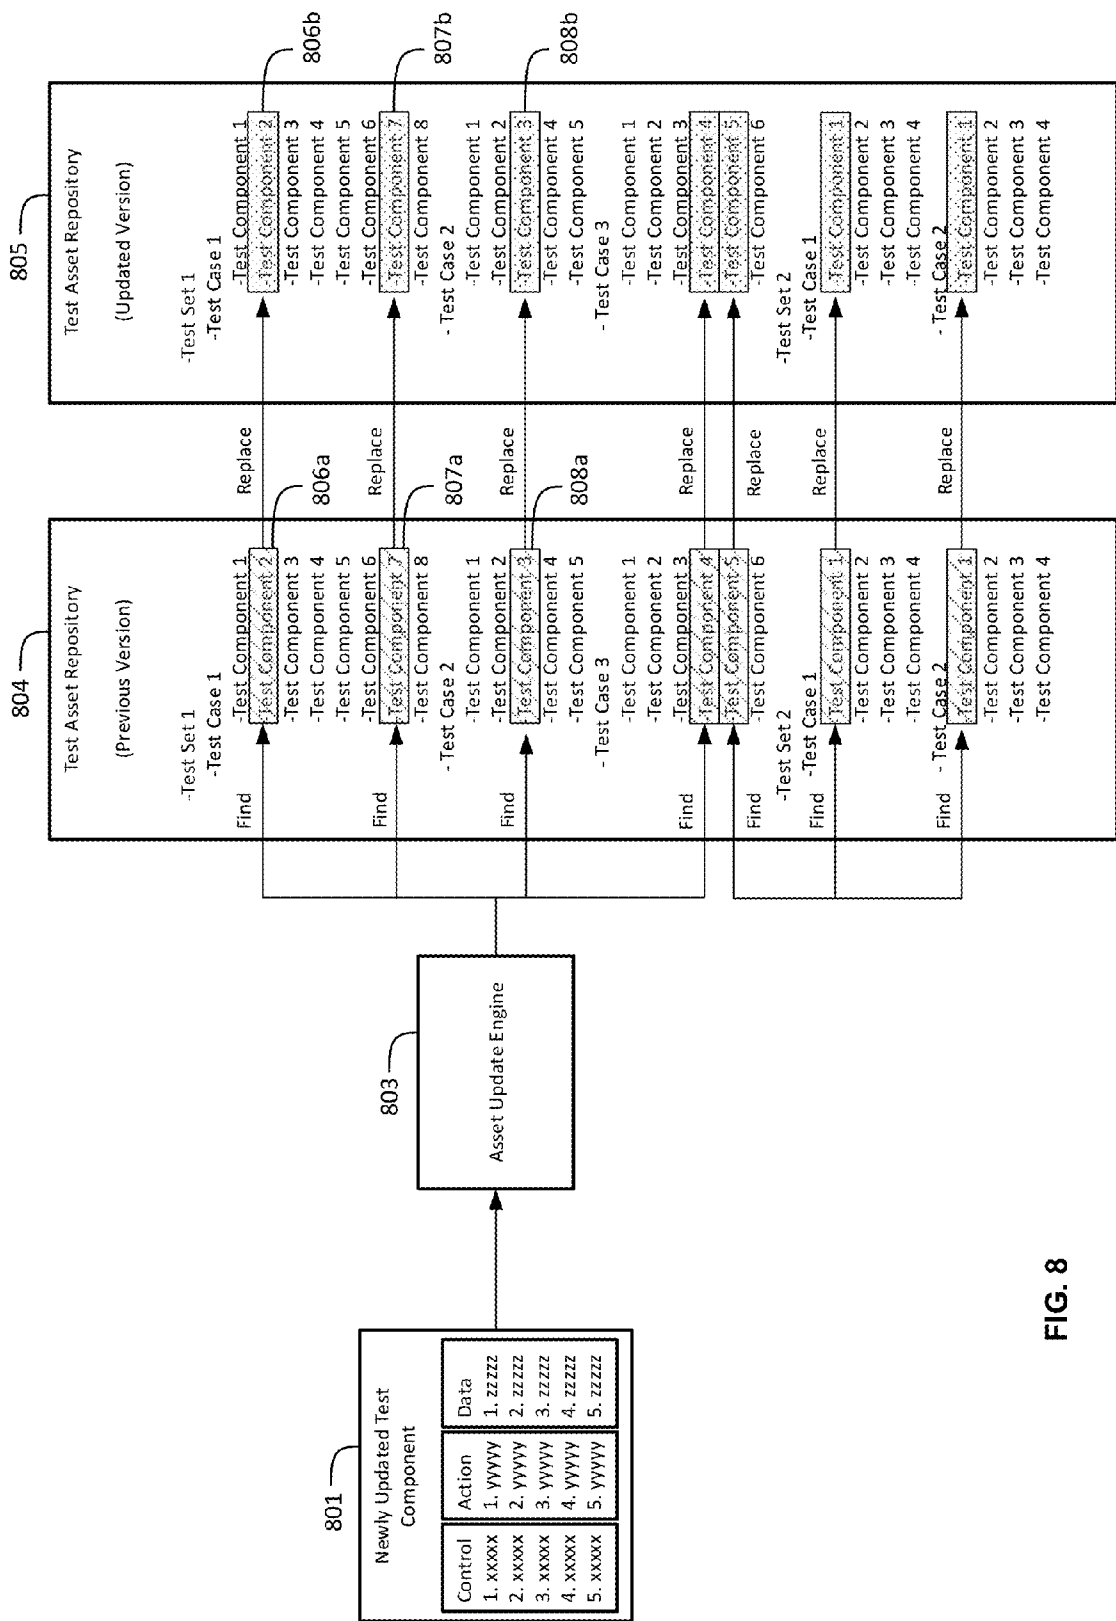 801
Newly Updated Test
Component
Control
1. xxxxx
2. xxxxx
3. xxxxx
4. xxxxx
5. xxxxx
Action
1. yyyyy
2. yyyyy
3. yyyyy
4. yyyyy
5. yyyyy
Data
1. zzzzz
2. zzzzz
3. zzzzz
4. zzzzz
5. zzzzz
803
Asset Update Engine
804
Test Asset Repository
(Previous Version)
-Test Set 1
-Test Case 1
-Test Component 1
Find
-Test Component 2
806a
-Test Component 3
-Test Component 4
-Test Component 5
-Test Component 6
Find
-Test Component 7
807a
-Test Component 8
- Test Case 2
-Test Component 1
-Test Component 2
Find
-Test Component 3
808a
-Test Component 4
-Test Component 5
- Test Case 3
-Test Component 1
-Test Component 2
-Test Component 3
Find
-Test Component 4
Find
-Test Component 5
-Test Component 6
-Test Set 2
-Test Case 1
Find
-Test Component 1
-Test Component 2
-Test Component 3
-Test Component 4
- Test Case 2
Find
-Test Component 1
-Test Component 2
-Test Component 3
-Test Component 4
Replace
Replace
Replace
Replace
Replace
Replace
Replace
805
Test Asset Repository
(Updated Version)
-Test Set 1
-Test Case 1
-Test Component 1
-Test Component 2
806b
-Test Component 3
-Test Component 4
-Test Component 5
-Test Component 6
-Test Component 7
807b
-Test Component 8
- Test Case 2
-Test Component 1
-Test Component 2
-Test Component 3
808b
-Test Component 4
-Test Component 5
- Test Case 3
-Test Component 1
-Test Component 2
-Test Component 3
-Test Component 4
-Test Component 5
-Test Component 6
-Test Set 2
-Test Case 1
-Test Component 1
-Test Component 2
-Test Component 3
-Test Component 4
- Test Case 2
-Test Component 1
-Test Component 2
-Test Component 3
-Test Component 4
FIG. 8